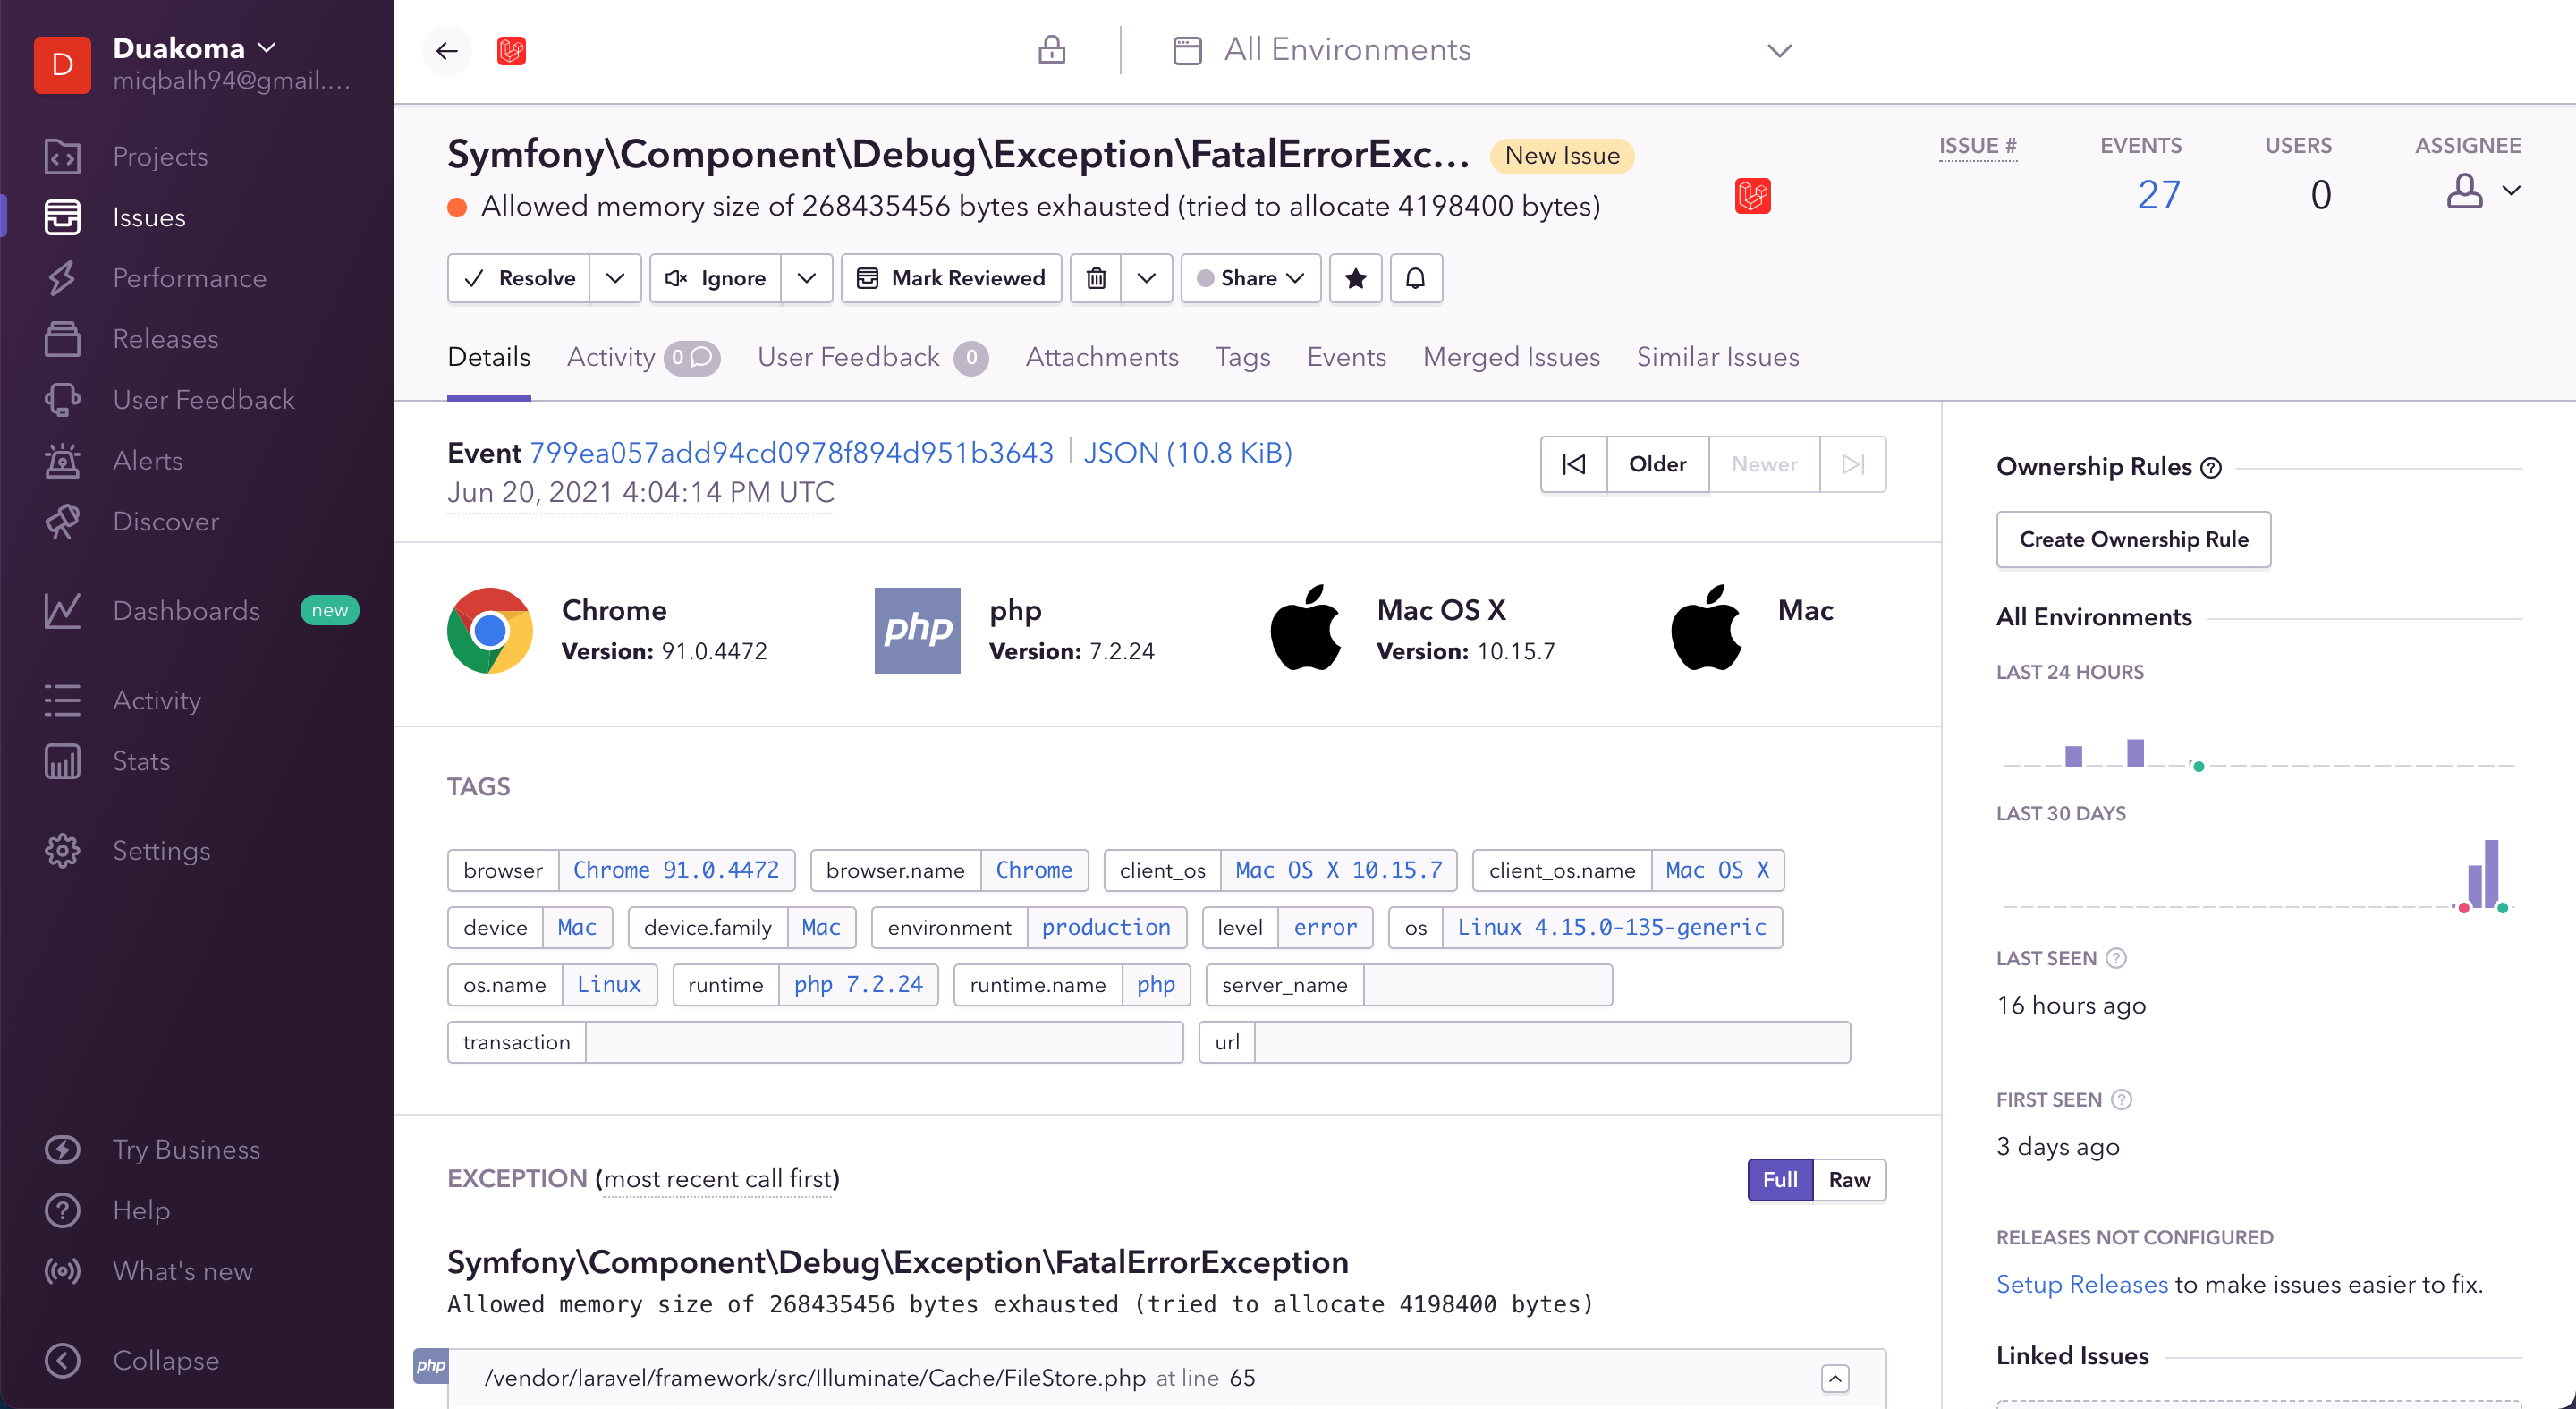 D
Duakoma
miqbalh94@gmail....
Projects
Issues
Performance
Releases
User Feedback
Alerts
Discover
Dashboards new
Activity
Stats
Settings
Try Business
Help
What's new
Collapse
All Environments
Symfony\Component\Debug\Exception\FatalErrorExc... New Issue
Allowed memory size of 268435456 bytes exhausted (tried to allocate 4198400 bytes)
ISSUE # EVENTS USERS ASSIGNEE
27 0
Resolve Ignore Mark Reviewed Share
Details Activity 0 User Feedback 0 Attachments Tags Events Merged Issues Similar Issues
Event 799ea057add94cd0978f894d951b3643 JSON (10.8 KiB)
Jun 20, 2021 4:04:14 PM UTC
Older Newer
Chrome
Version: 91.0.4472
php
php
Version: 7.2.24
Mac OS X
Version: 10.15.7
Mac
TAGS
browser Chrome 91.0.4472 browser.name Chrome client_os Mac OS X 10.15.7 client_os.name Mac OS X
device Mac device.family Mac environment production level error os Linux 4.15.0-135-generic
os.name Linux runtime php 7.2.24 runtime.name php server_name
transaction url
EXCEPTION (most recent call first)
Full Raw
Symfony\Component\Debug\Exception\FatalErrorException
Allowed memory size of 268435456 bytes exhausted (tried to allocate 4198400 bytes)
php
/vendor/laravel/framework/src/Illuminate/Cache/FileStore.php at line 65
Ownership Rules ?
Create Ownership Rule
All Environments
LAST 24 HOURS
LAST 30 DAYS
LAST SEEN ?
16 hours ago
FIRST SEEN ?
3 days ago
RELEASES NOT CONFIGURED
Setup Releases to make issues easier to fix.
Linked Issues